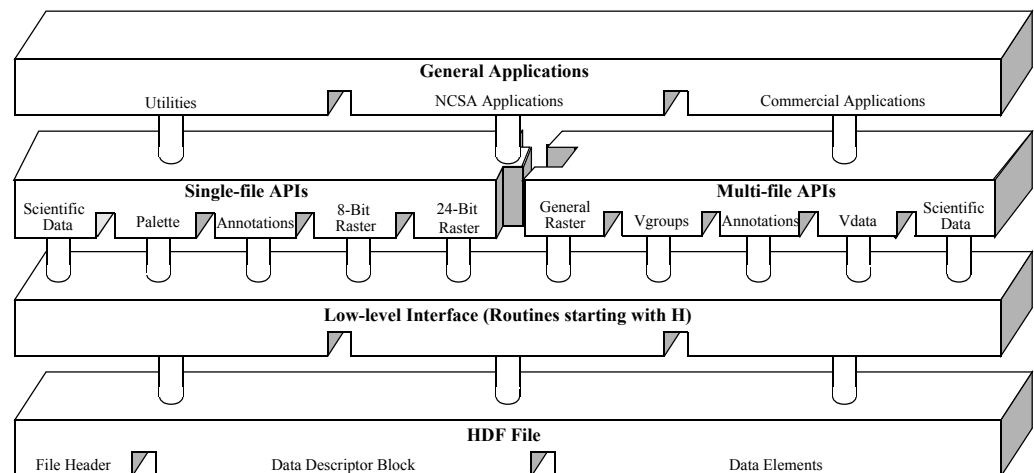 General Applications
Utilities NCSA Applications Commercial Applications
Single-file APIs
Scientific Data
Palette
Annotations
8-Bit Raster
24-Bit Raster
Multi-file APIs
General Raster
Vgroups
Annotations
Vdata
Scientific Data
Low-level Interface (Routines starting with H)
HDF File
File Header Data Descriptor Block Data Elements